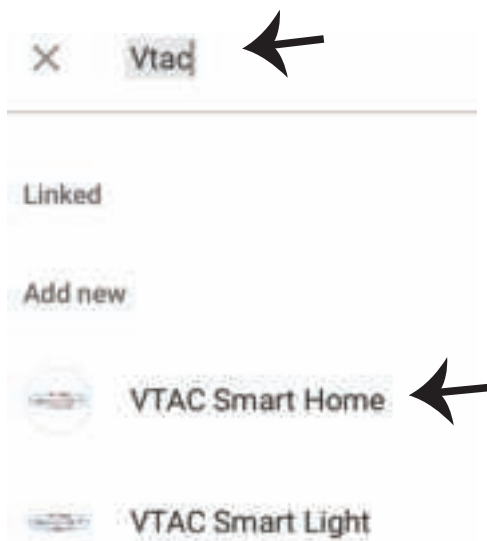 Vtac
Linked
Add new
VTAC Smart Home
VTAC Smart Light